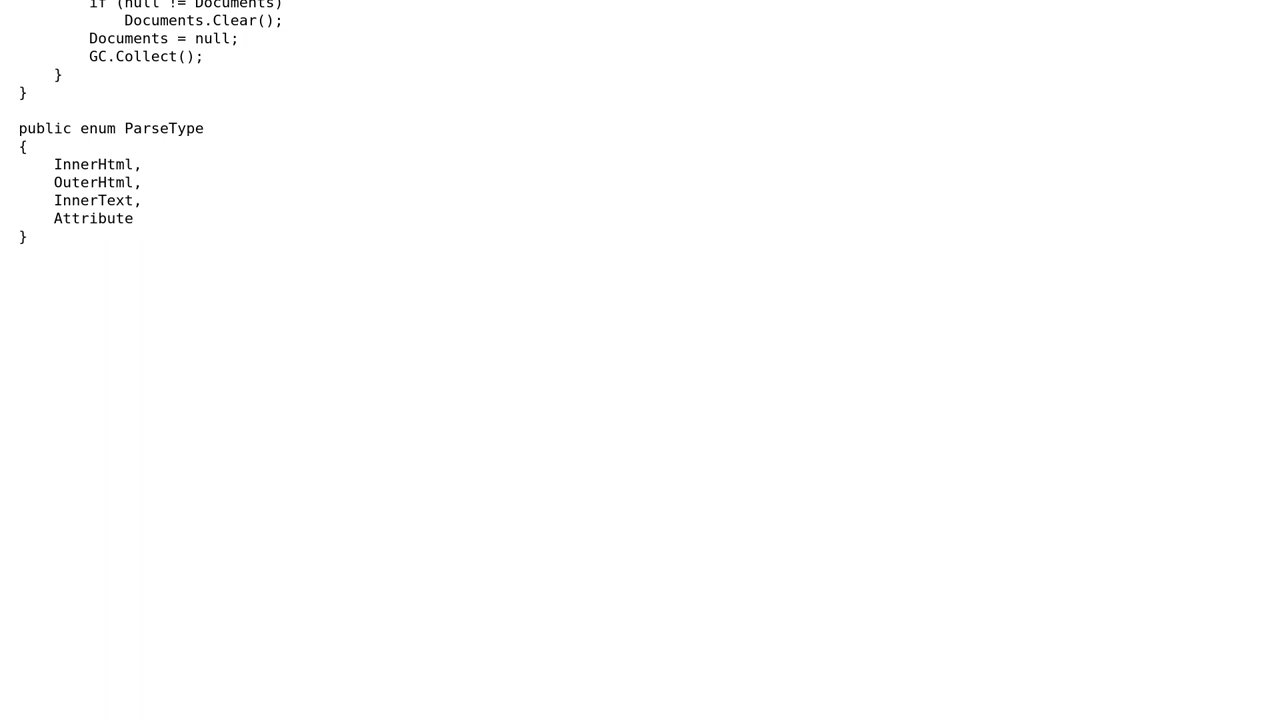 if (null != Documents)
            Documents.Clear();
        Documents = null;
        GC.Collect();
    }
}

public enum ParseType
{
    InnerHtml,
    OuterHtml,
    InnerText,
    Attribute
}